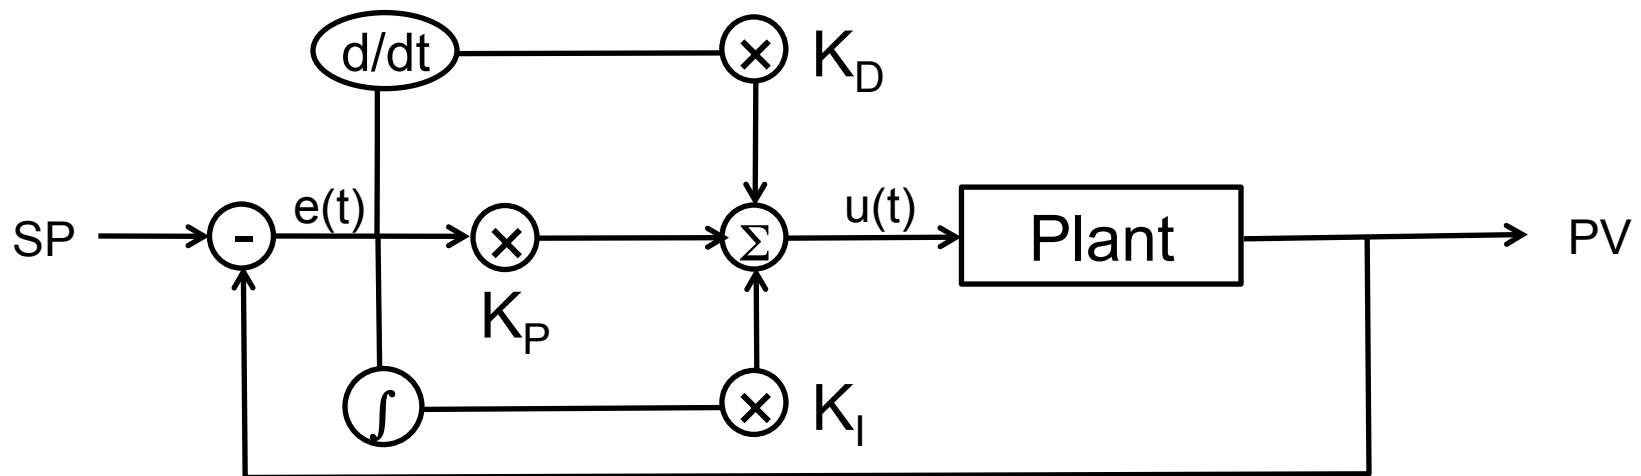 d/dt
×
K_D
SP
-
e(t)
×
K_P
Σ
u(t)
Plant
PV
∫
×
K_I